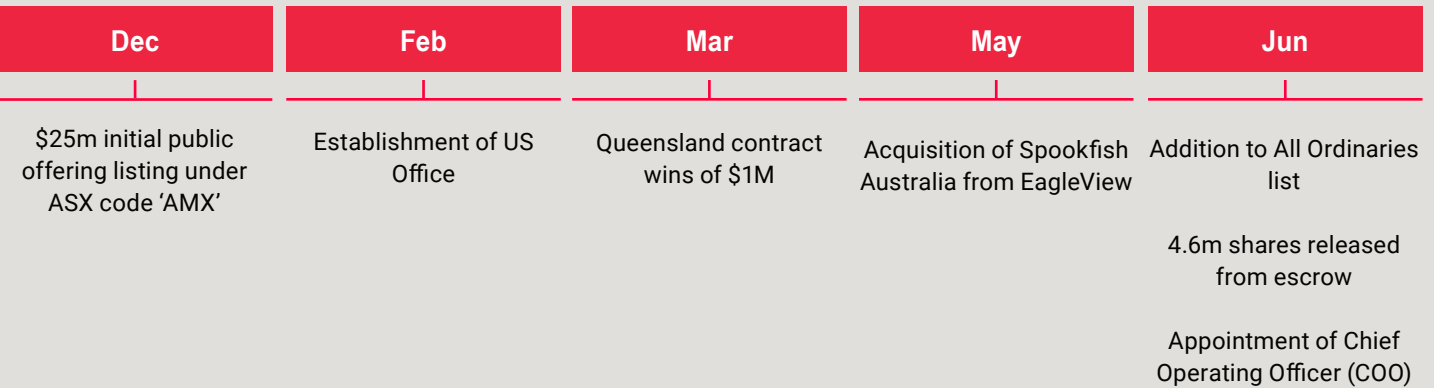 Dec
$25m initial public
offering listing under
ASX code ‘AMX’
Feb
Establishment of US
Office
Mar
Queensland contract
wins of $1M
May
Acquisition of Spookfish
Australia from EagleView
Jun
Addition to All Ordinaries
list
4.6m shares released
from escrow
Appointment of Chief
Operating Officer (COO)